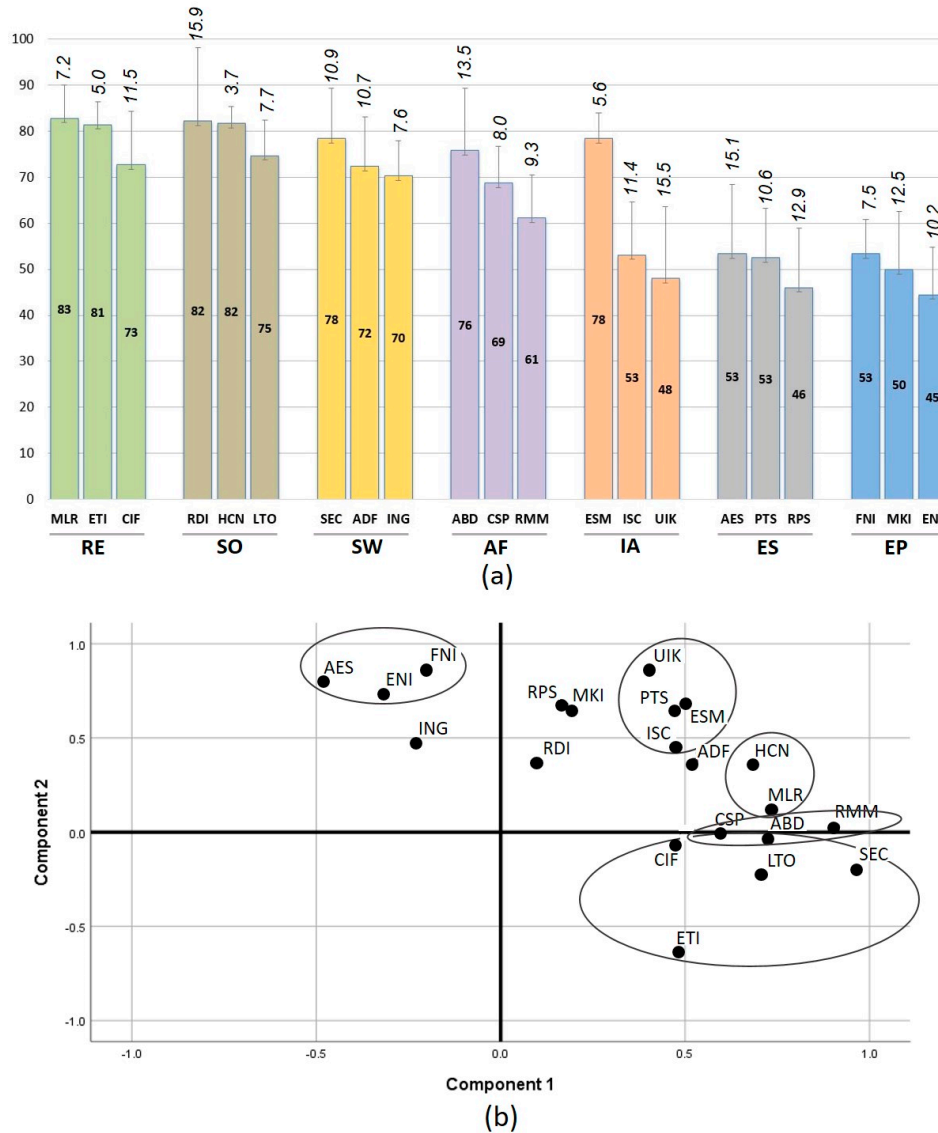 100
90
80
70
60
50
40
30
20
10
0
7.2 5.0 11.5 15.9 3.7 7.7 10.9 10.7 7.6 13.5 8.0 9.3 5.6 11.4 15.5 15.1 10.6 12.9 7.5 12.5 10.2
83 81 73 82 82 75 78 72 70 76 69 61 78 53 48 53 53 46 53 50 45
MLR ETI CIF RDI HCN LTO SEC ADF ING ABD CSP RMM ESM ISC UIK AES PTS RPS FNI MKI EN
RE SO SW AF IA ES EP
(a)
1.0
0.5
0.0
-0.5
-1.0
Component 2
AES ENI FNI
ING
RPS MKI
RDI
UIK
PTS ESM
ISC
ADF
HCN
MLR
RMM
CSP ABD
CIF LTO SEC
ETI
-1.0 -0.5 0.0 0.5 1.0
Component 1
(b)